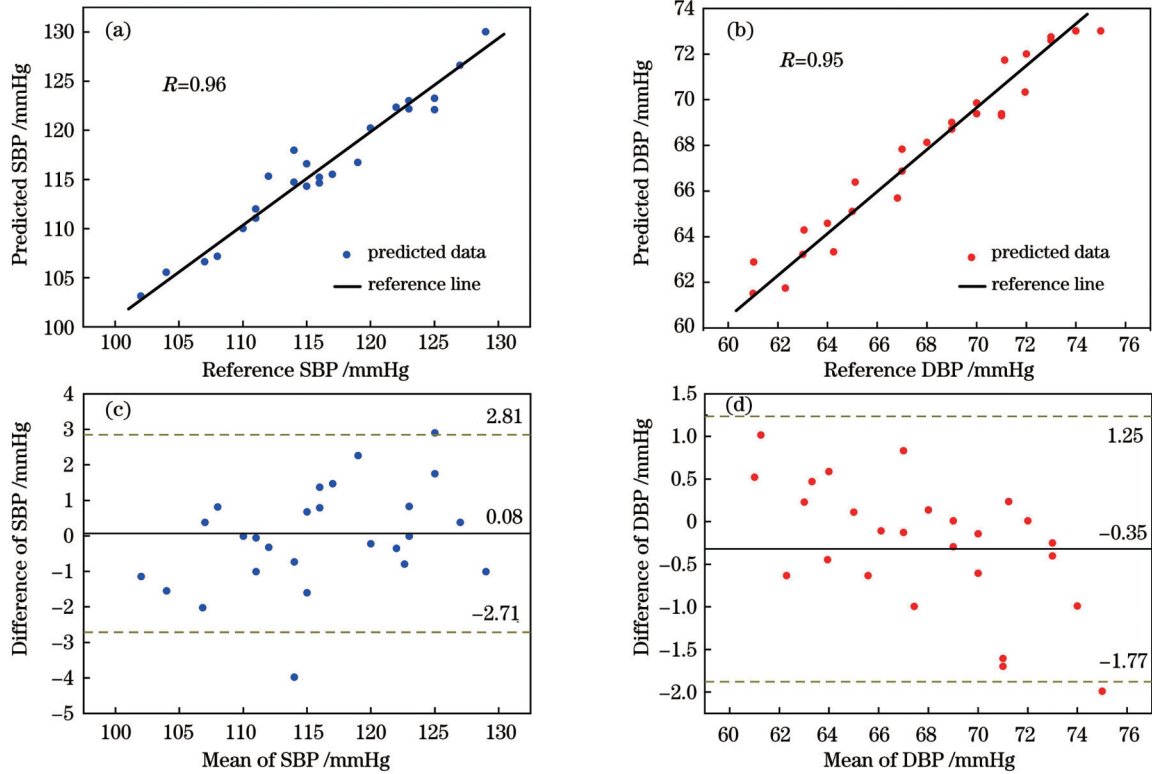 (a)
R=0.96
130
125
120
115
110
105
100
Predicted SBP /mmHg
predicted data
reference line
100 105 110 115 120 125 130
Reference SBP /mmHg
(b)
R=0.95
72
70
68
66
64
62
60
Predicted DBP /mmHg
predicted data
reference line
60 62 64 66 68 70 72 74 76
Reference DBP /mmHg
(c)
4
3
2
1
0
−1
−2
−3
−4
−5
Difference of SBP /mmHg
2.81
0.08
−2.71
100 105 110 115 120 125 130
Mean of SBP /mmHg
(d)
1.5
1.0
0.5
0
−0.5
−1.0
−1.5
−2.0
Difference of DBP /mmHg
1.25
−0.35
−1.77
60 62 64 66 68 70 72 74 76
Mean of DBP /mmHg